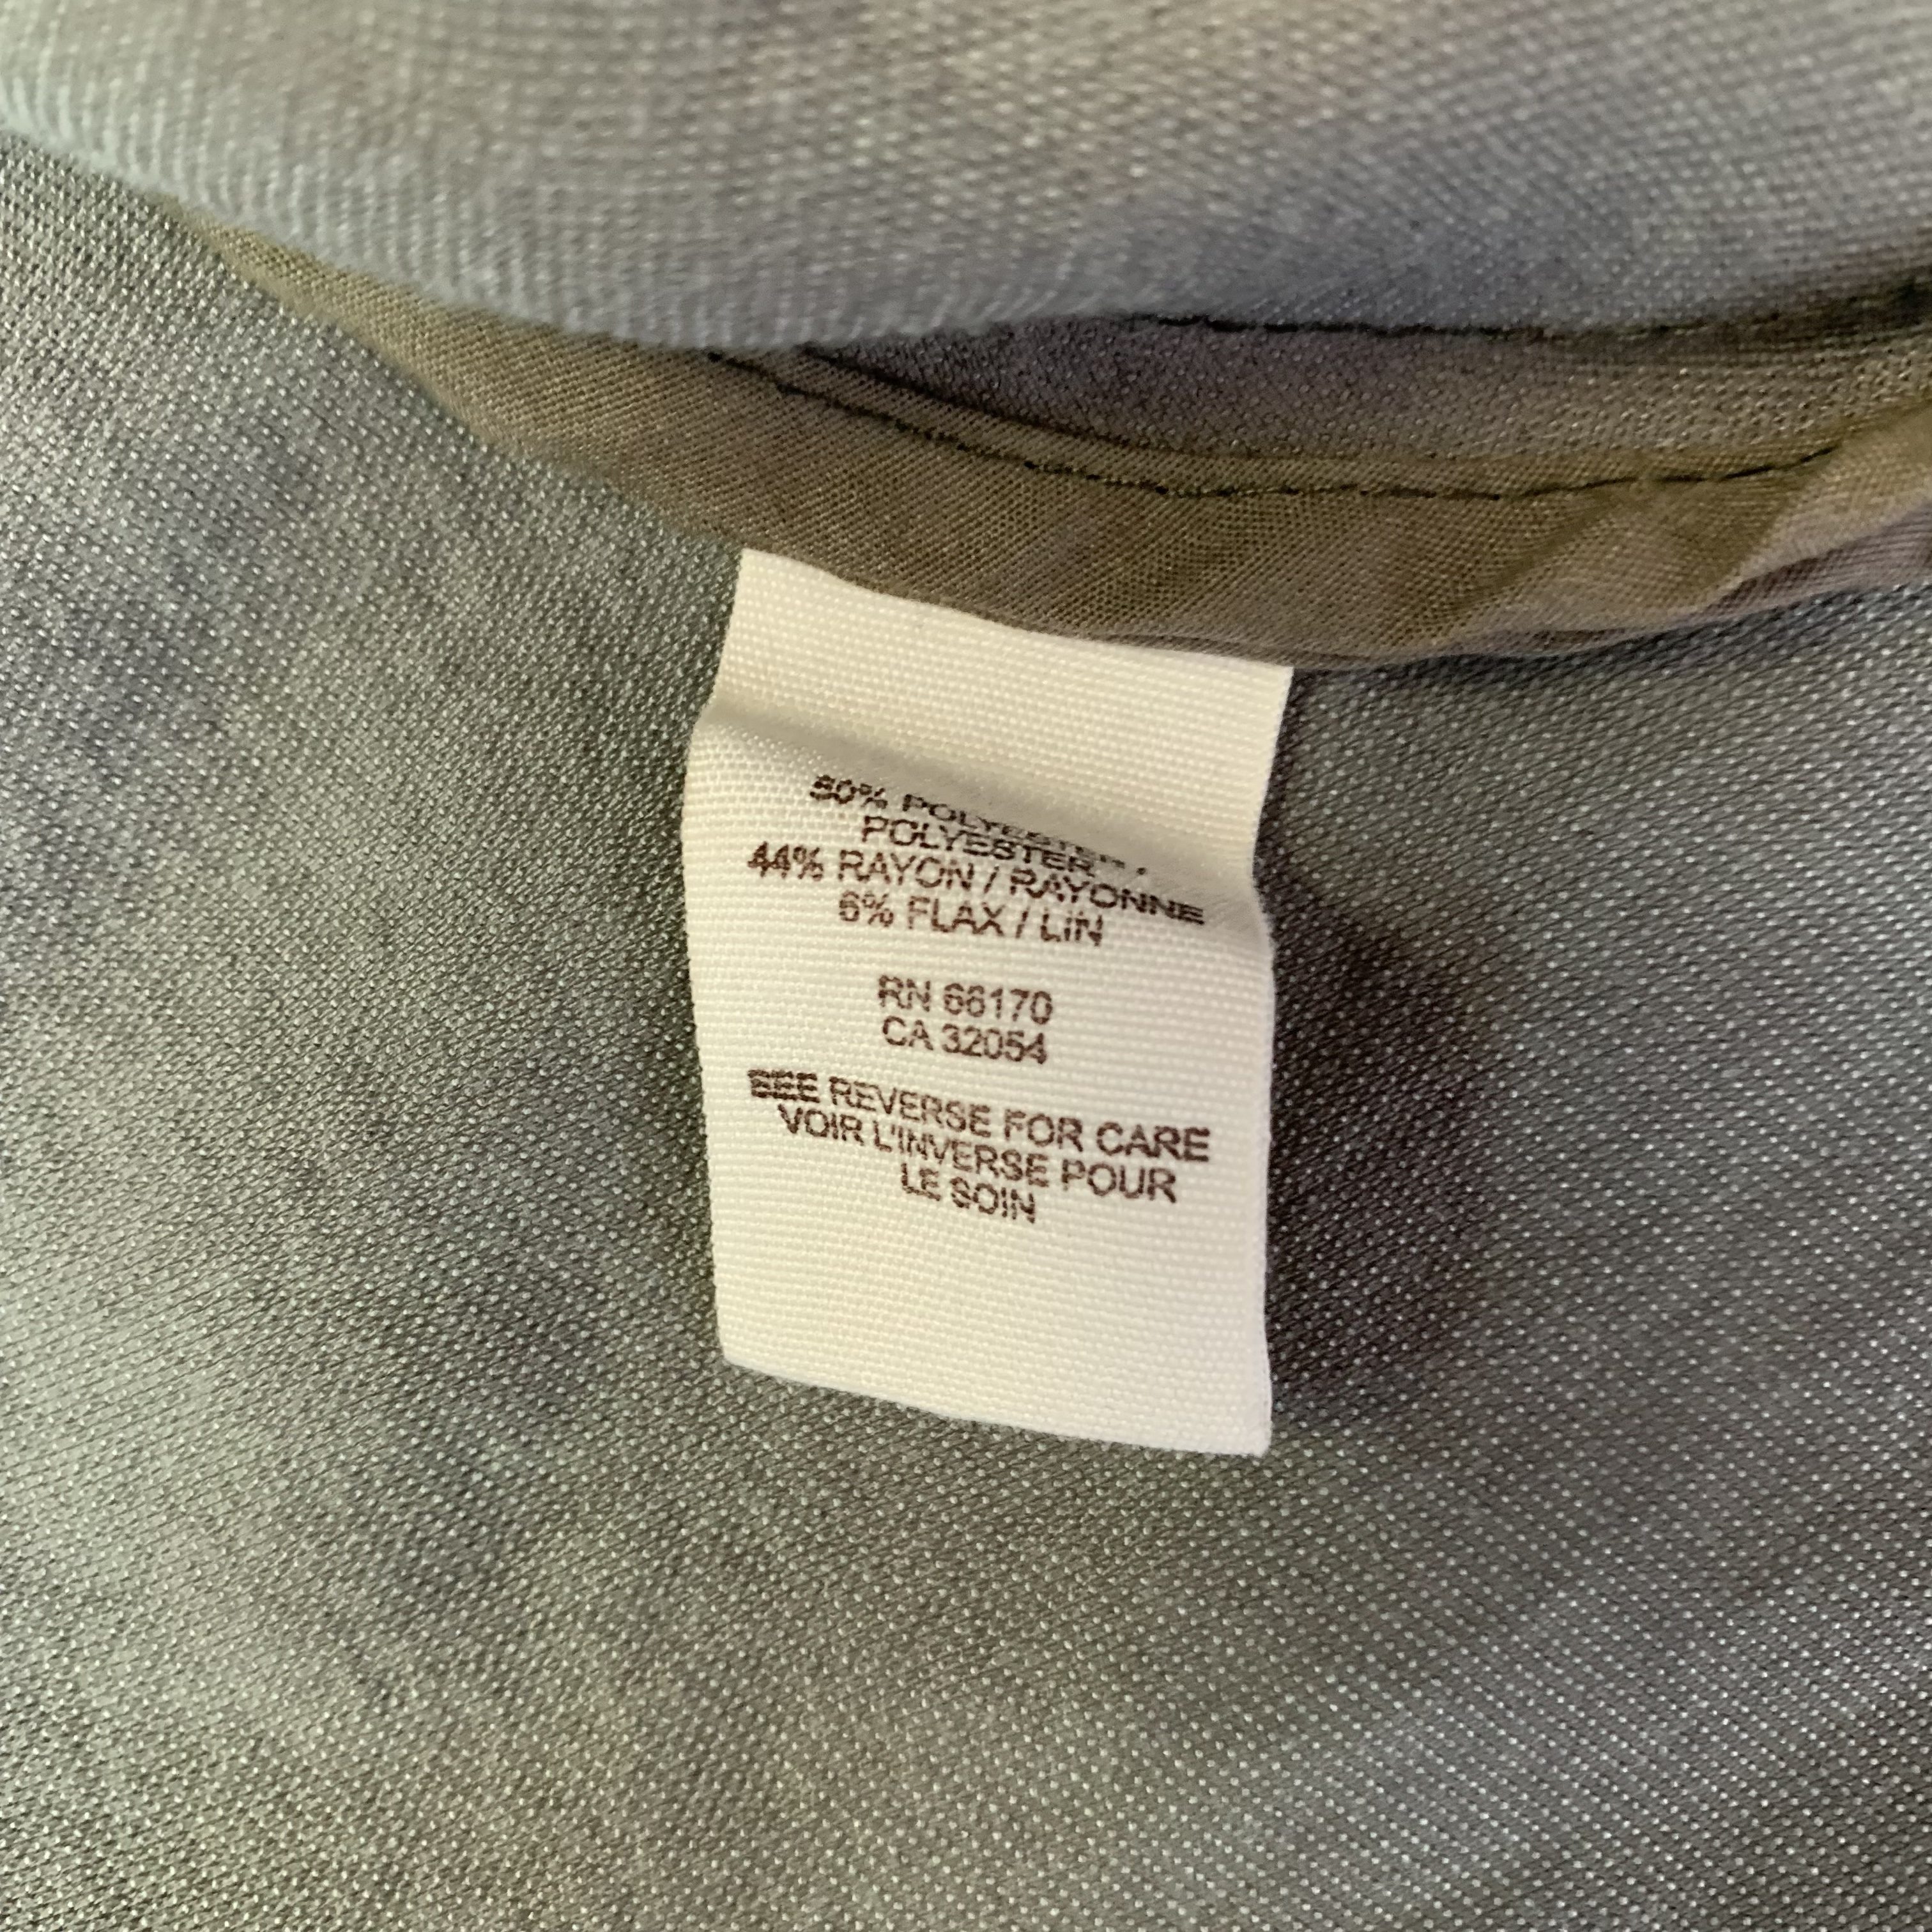 50% POLYESTER /
POLYESTER
44% RAYON / RAYONNE
6% FLAX / LIN
RN 66170
CA 32054
SEE REVERSE FOR CARE
VOIR L'INVERSE POUR
LE SOIN